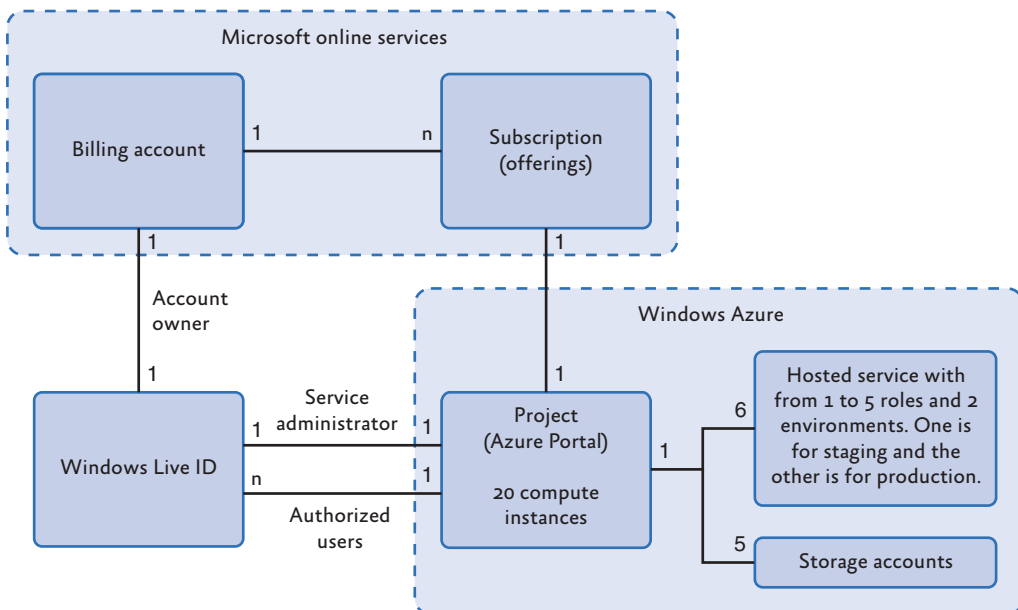 Microsoft online services
Billing account
1
n
Subscription
(offerings)
1
1
Account
owner
Windows Azure
1
1
Service
administrator
1
1
Windows Live ID
n
1
Authorized
users
Project
(Azure Portal)
20 compute
instances
1
6
Hosted service with
from 1 to 5 roles and 2
environments. One is
for staging and the
other is for production.
5
Storage accounts